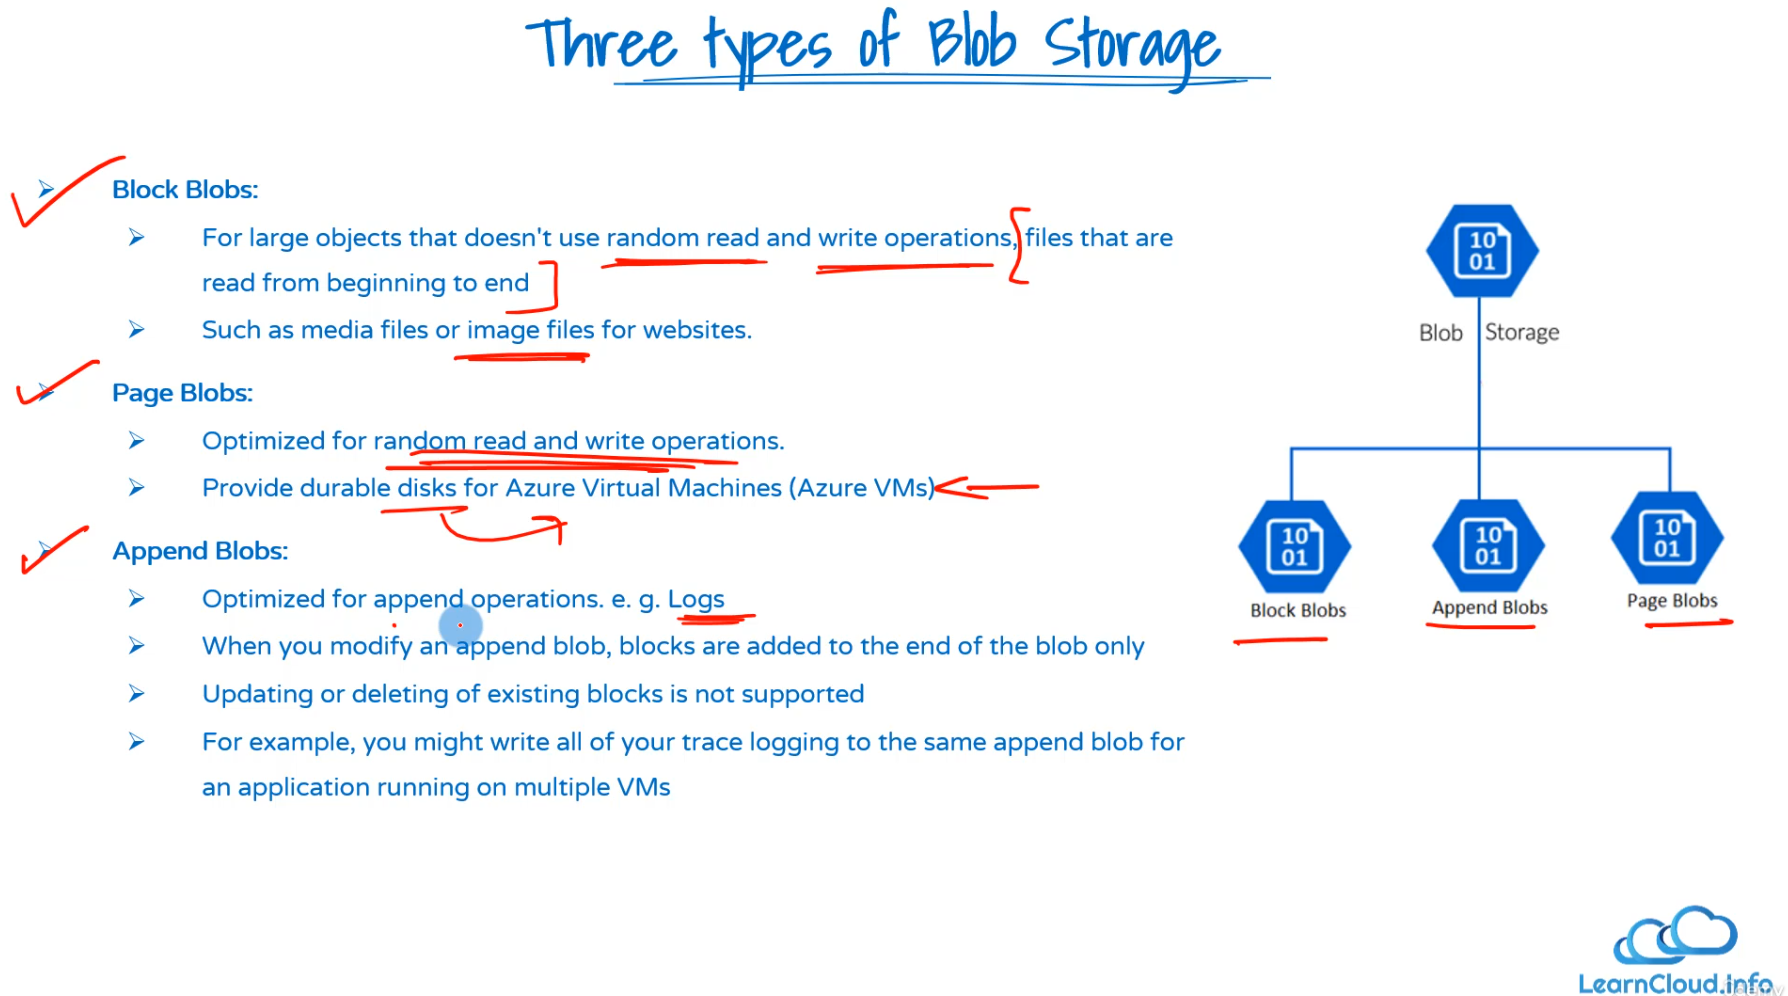 Three types of Blob Storage
Block Blobs:
For large objects that doesn't use random read and write operations, files that are
read from beginning to end
Such as media files or image files for websites.
Page Blobs:
Optimized for random read and write operations.
Provide durable disks for Azure Virtual Machines (Azure VMs)
Append Blobs:
Optimized for append operations. e. g. Logs
When you modify an append blob, blocks are added to the end of the blob only
Updating or deleting of existing blocks is not supported
For example, you might write all of your trace logging to the same append blob for
an application running on multiple VMs
10
01
Blob Storage
10
01
Block Blobs
10
01
Append Blobs
10
01
Page Blobs
LearnCloud.Info